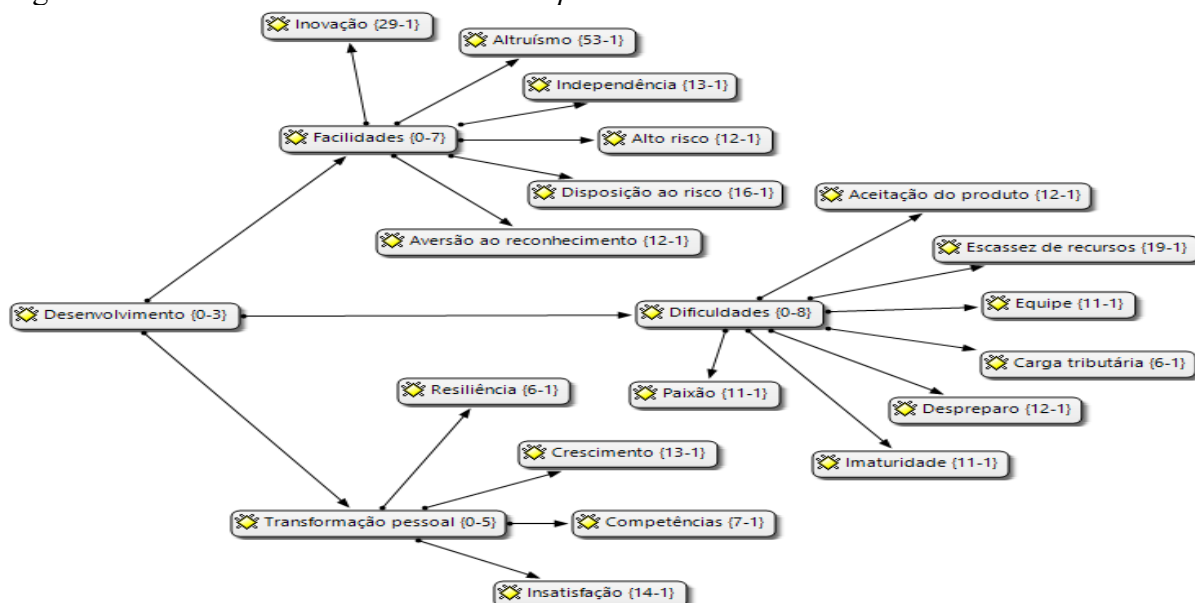 Inovação {29-1}
Altruísmo {53-1}
Independência {13-1}
Facilidades {0-7}
Alto risco {12-1}
Disposição ao risco {16-1}
Aceitação do produto {12-1}
Aversão ao reconhecimento {12-1}
Escassez de recursos {19-1}
Desenvolvimento {0-3}
Dificuldades {0-8}
Equipe {11-1}
Carga tributária {6-1}
Resiliência {6-1}
Paixão {11-1}
Despreparo {12-1}
Crescimento {13-1}
Imaturidade {11-1}
Transformação pessoal {0-5}
Competências {7-1}
Insatisfação {14-1}